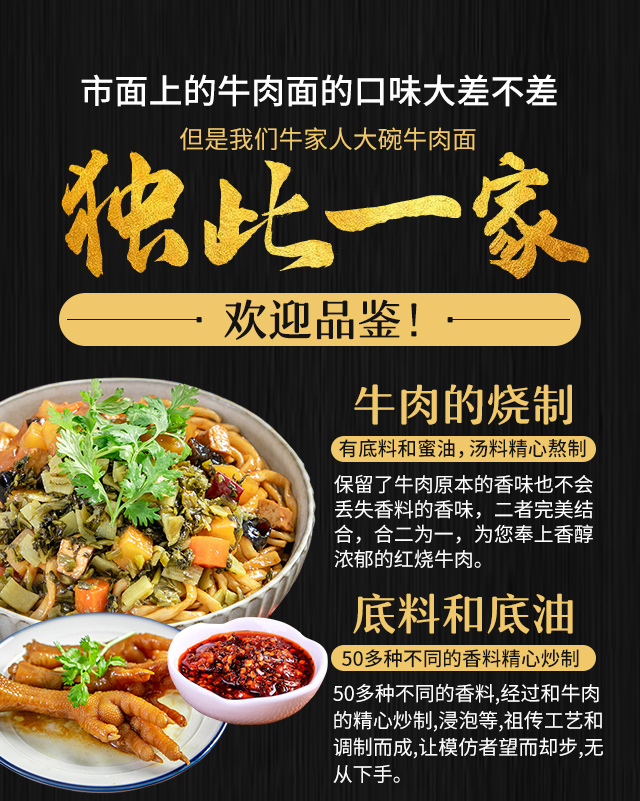 市面上的牛肉面的口味大差不差
但是我们牛家人大碗牛肉面
独此一家
欢迎品鉴!
牛肉的烧制
有底料和蜜油,汤料精心熬制
保留了牛肉原本的香味也不会
丢失香料的香味，二者完美结
合，合二为一，为您奉上香醇
浓郁的红烧牛肉。
底料和底油
50多种不同的香料精心炒制
50多种不同的香料,经过和牛肉
的精心炒制,浸泡等,祖传工艺和
调制而成,让模仿者望而却步,无
从下手。